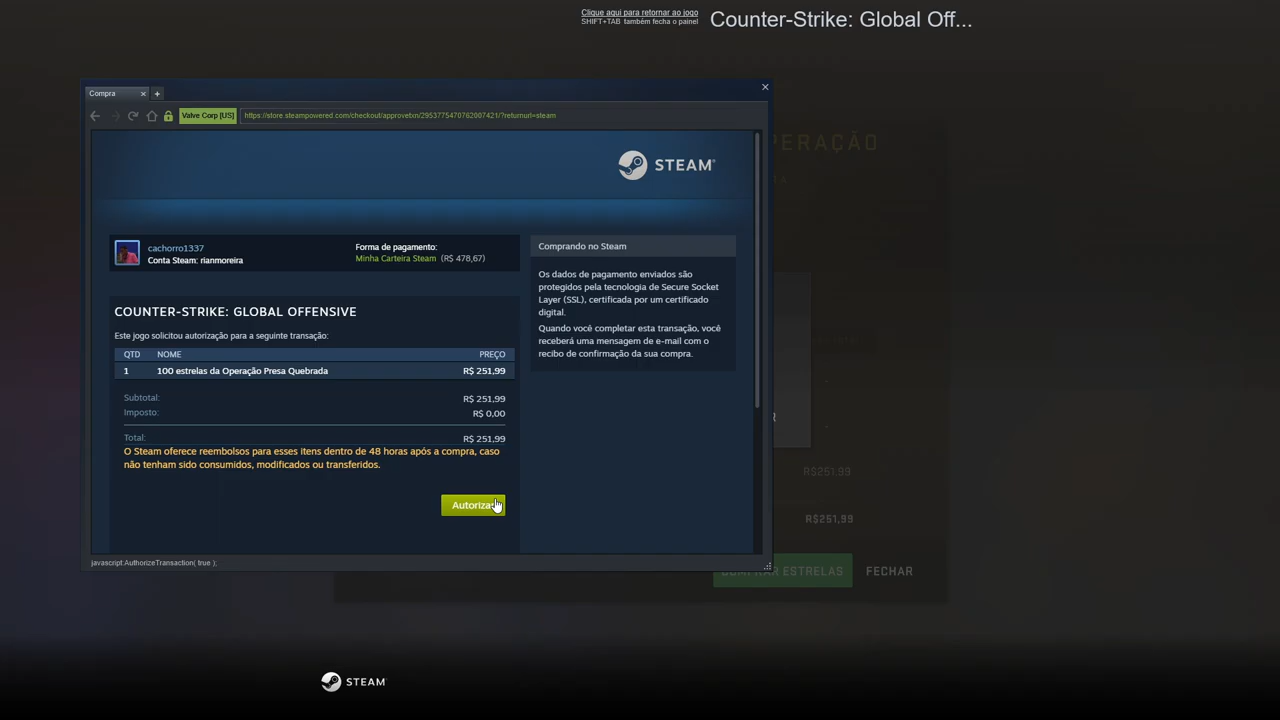 Clique aqui para retornar ao jogo
SHIFT+TAB também fecha o painel
Counter-Strike: Global Off...
Compra
Valve Corp [US]
https://store.steampowered.com/checkout/approvetxn/2953775470762007421/?returnurl=steam
STEAM
cachorro1337
Conta Steam: rianmoreira
Forma de pagamento:
Minha Carteira Steam (R$ 478,67)
COUNTER-STRIKE: GLOBAL OFFENSIVE
Este jogo solicitou autorização para a seguinte transação:
QTD NOME PREÇO
1 100 estrelas da Operação Presa Quebrada R$ 251,99
Subtotal: R$ 251,99
Imposto: R$ 0,00
Total: R$ 251,99
O Steam oferece reembolsos para esses itens dentro de 48 horas após a compra, caso
não tenham sido consumidos, modificados ou transferidos.
Autoriza
Comprando no Steam
Os dados de pagamento enviados são
protegidos pela tecnologia de Secure Socket
Layer (SSL), certificada por um certificado
digital.
Quando você completar esta transação, você
receberá uma mensagem de e-mail com o
recibo de confirmação da sua compra.
javascript:AuthorizeTransaction( true );
PERAÇÃO
R$251,99
R$251,99
COMPRAR ESTRELAS
FECHAR
STEAM